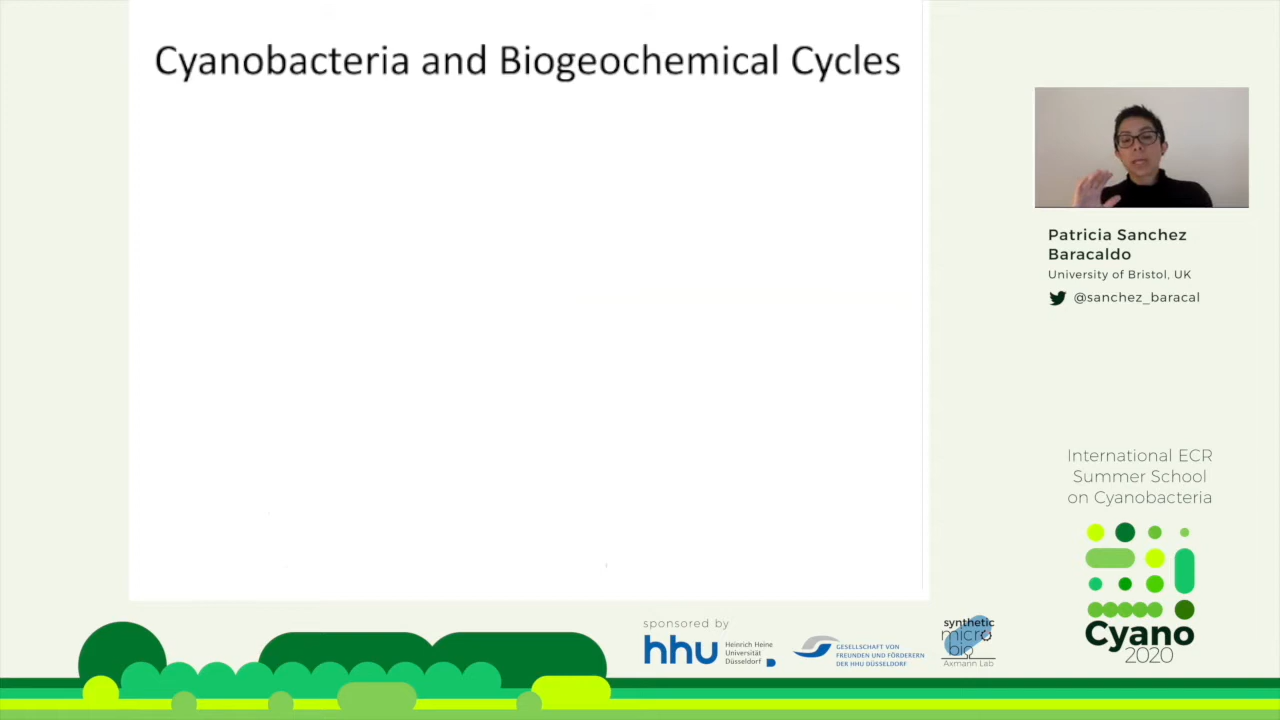 Cyanobacteria and Biogeochemical Cycles
Patricia Sanchez
Baracaldo
University of Bristol, UK
@sanchez_baracal
International ECR
Summer School
on Cyanobacteria
Cyano
2020
sponsored by
hhu
Heinrich Heine
Universität
Düsseldorf
GESELLSCHAFT VON
FREUNDEN UND FÖRDERERN
DER HHU DÜSSELDORF
synthetic
micro
bio
Axmann Lab